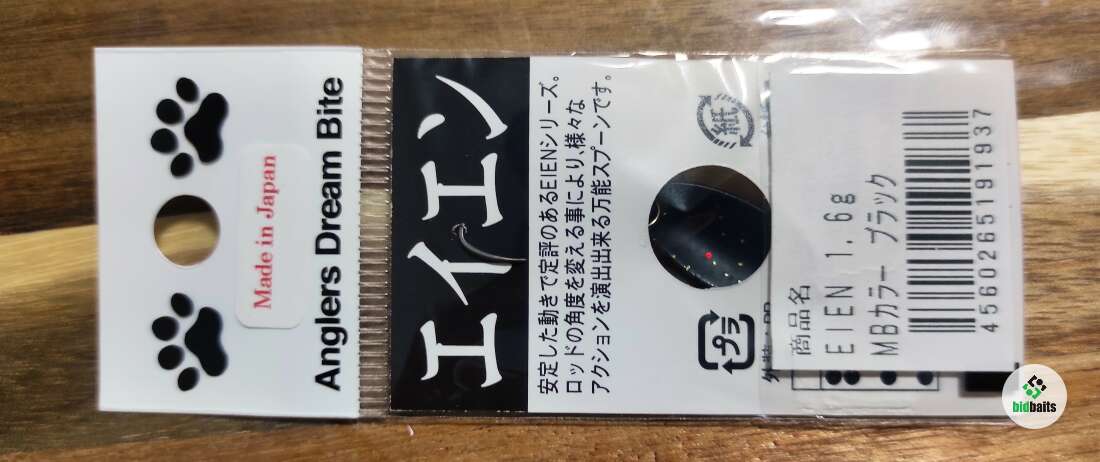 Anglers Dream Bite
Made in Japan
エイエン
安定した動きで定評のあるEIENシリーズ。
ロッドの角度を変える事により、様々な
アクションを演出出来る万能スプーンです。
紙
プラ
商品名
EIEN 1.6g
MBカラー ブラック
4560265191937
bidbaits